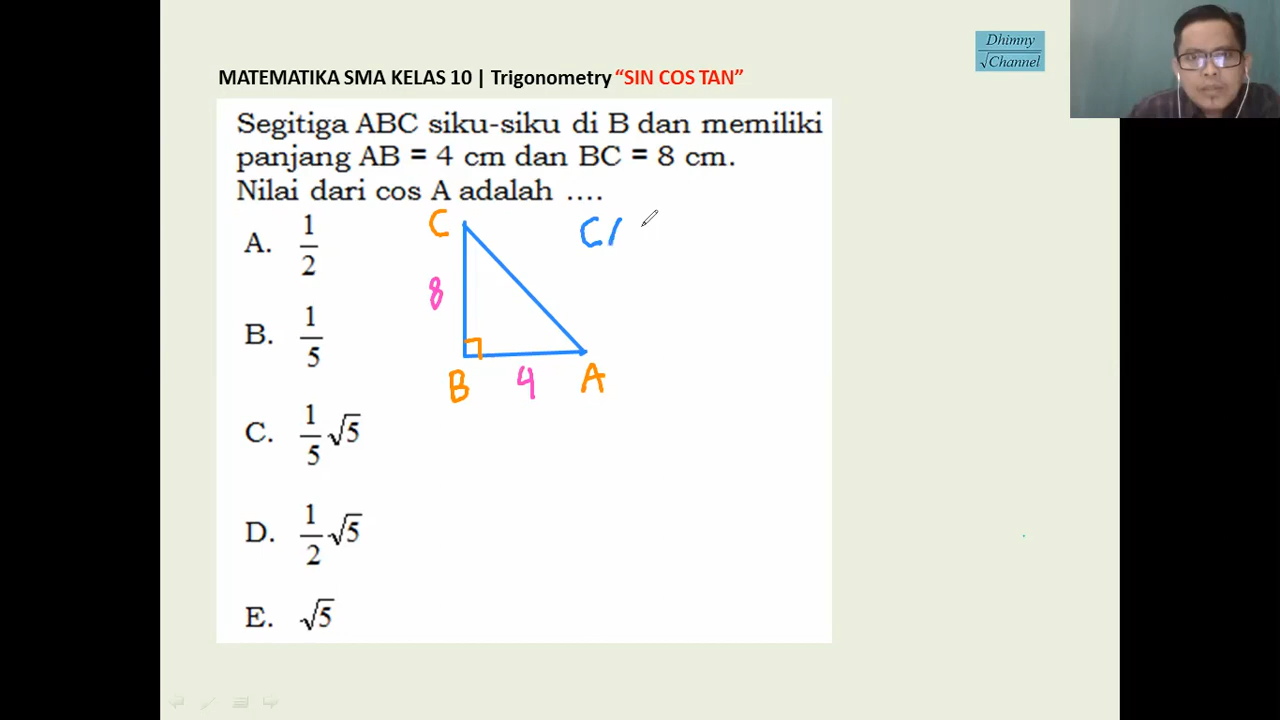 Dhimny
√Channel
MATEMATIKA SMA KELAS 10 | Trigonometry “SIN COS TAN”
Segitiga ABC siku-siku di B dan memiliki
panjang AB = 4 cm dan BC = 8 cm.
Nilai dari cos A adalah ....
A. 1/2
B. 1/5
C. 1/5 √5
D. 1/2 √5
E. √5
C
8
B
4
A
C/